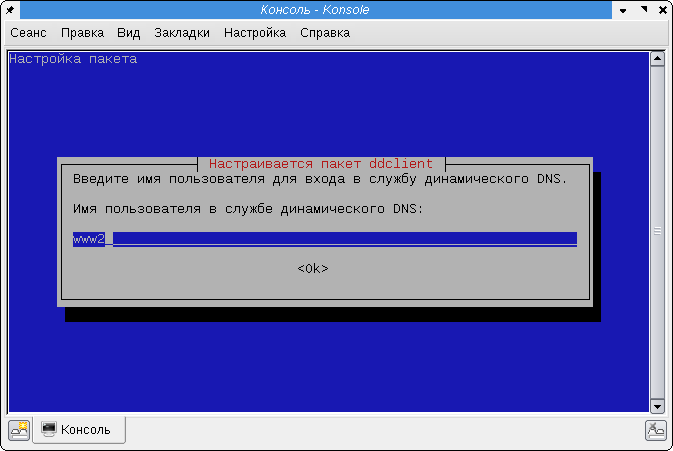 Консоль - Konsole
Сеанс Правка Вид Закладки Настройка Справка
Настройка пакета
Настраивается пакет ddclient
Введите имя пользователя для входа в службу динамического DNS.
Имя пользователя в службе динамического DNS:
www2
<Ok>
Консоль